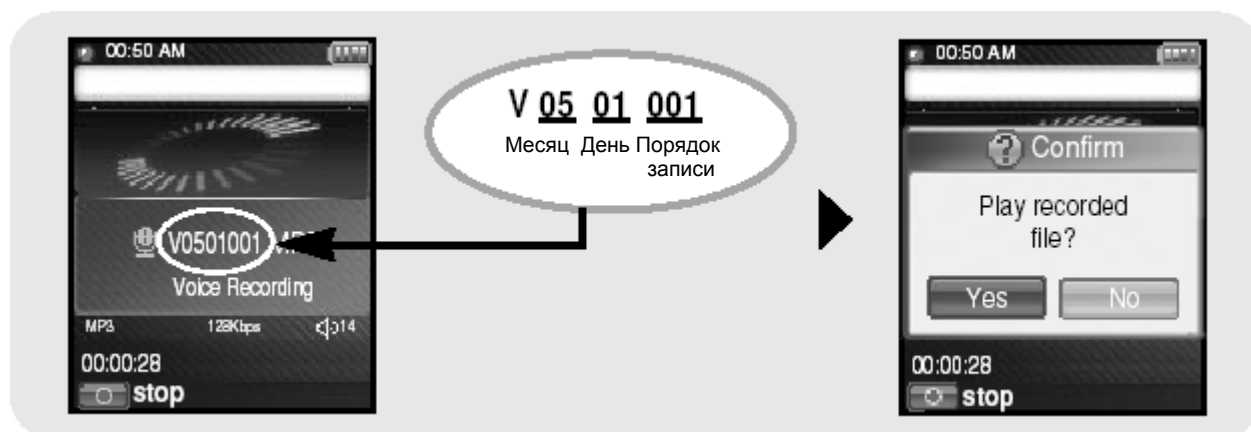 00:50 AM
V0501001
Voice Recording
MP3 128Kbps 14
00:00:28
stop
V 05 01 001
Месяц День Порядок
записи
00:50 AM
Confirm
Play recorded
file?
Yes No
00:00:28
stop